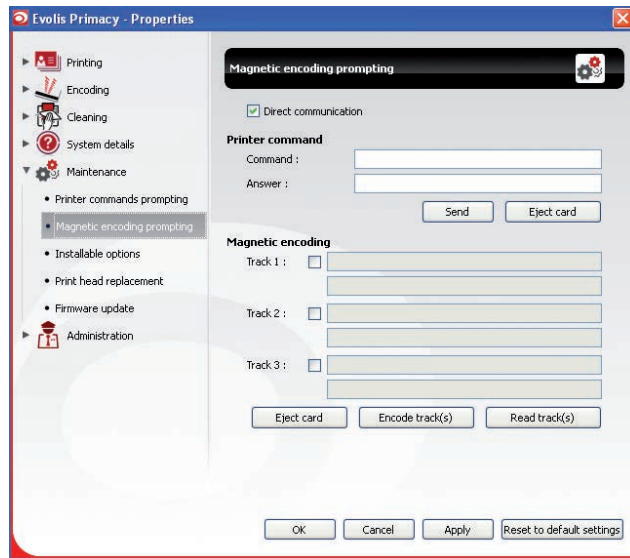 Evolis Primacy - Properties
Printing
Encoding
Cleaning
System details
Maintenance
• Printer commands prompting
• Magnetic encoding prompting
• Installable options
• Print head replacement
• Firmware update
Administration
Magnetic encoding prompting
Direct communication
Printer command
Command :
Answer :
Send Eject card
Magnetic encoding
Track 1 :
Track 2 :
Track 3 :
Eject card Encode track(s) Read track(s)
OK Cancel Apply Reset to default settings